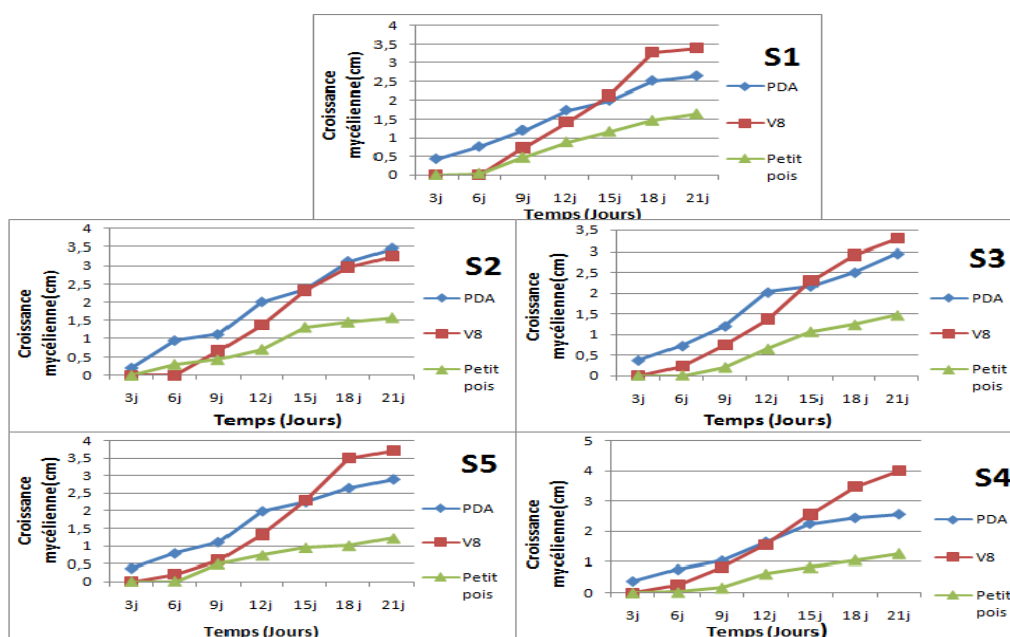 S1
Croissance
mycélienne(cm)
4
3,5
3
2,5
2
1,5
1
0,5
0
3j 6j 9j 12j 15j 18j 21j
Temps (Jours)
PDA
V8
Petit
pois
S2
Croissance
mycélienne(cm)
4
3,5
3
2,5
2
1,5
1
0,5
0
3j 6j 9j 12j 15j 18 j 21j
Temps (Jours)
PDA
V8
Petit
pois
S3
Croissance
mycélienne(cm)
3,5
3
2,5
2
1,5
1
0,5
0
3j 6j 9j 12j 15j 18 j 21j
Temps (Jours)
PDA
V8
Petit
pois
S5
Croissance
mycélienne(cm)
4
3,5
3
2,5
2
1,5
1
0,5
0
3j 6j 9j 12j 15j 18 j 21j
Temps (Jours)
PDA
V8
Petit
pois
S4
Croissance
mycélienne(cm)
5
4
3
2
1
0
3j 6j 9j 12j 15j 18 j 21j
Temps (Jours)
PDA
V8
Petit
pois